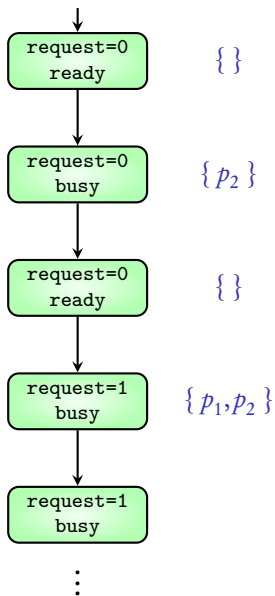 request=0
ready
{ }
request=0
busy
{ p₂ }
request=0
ready
{ }
request=1
busy
{ p₁, p₂ }
request=1
busy
⋮